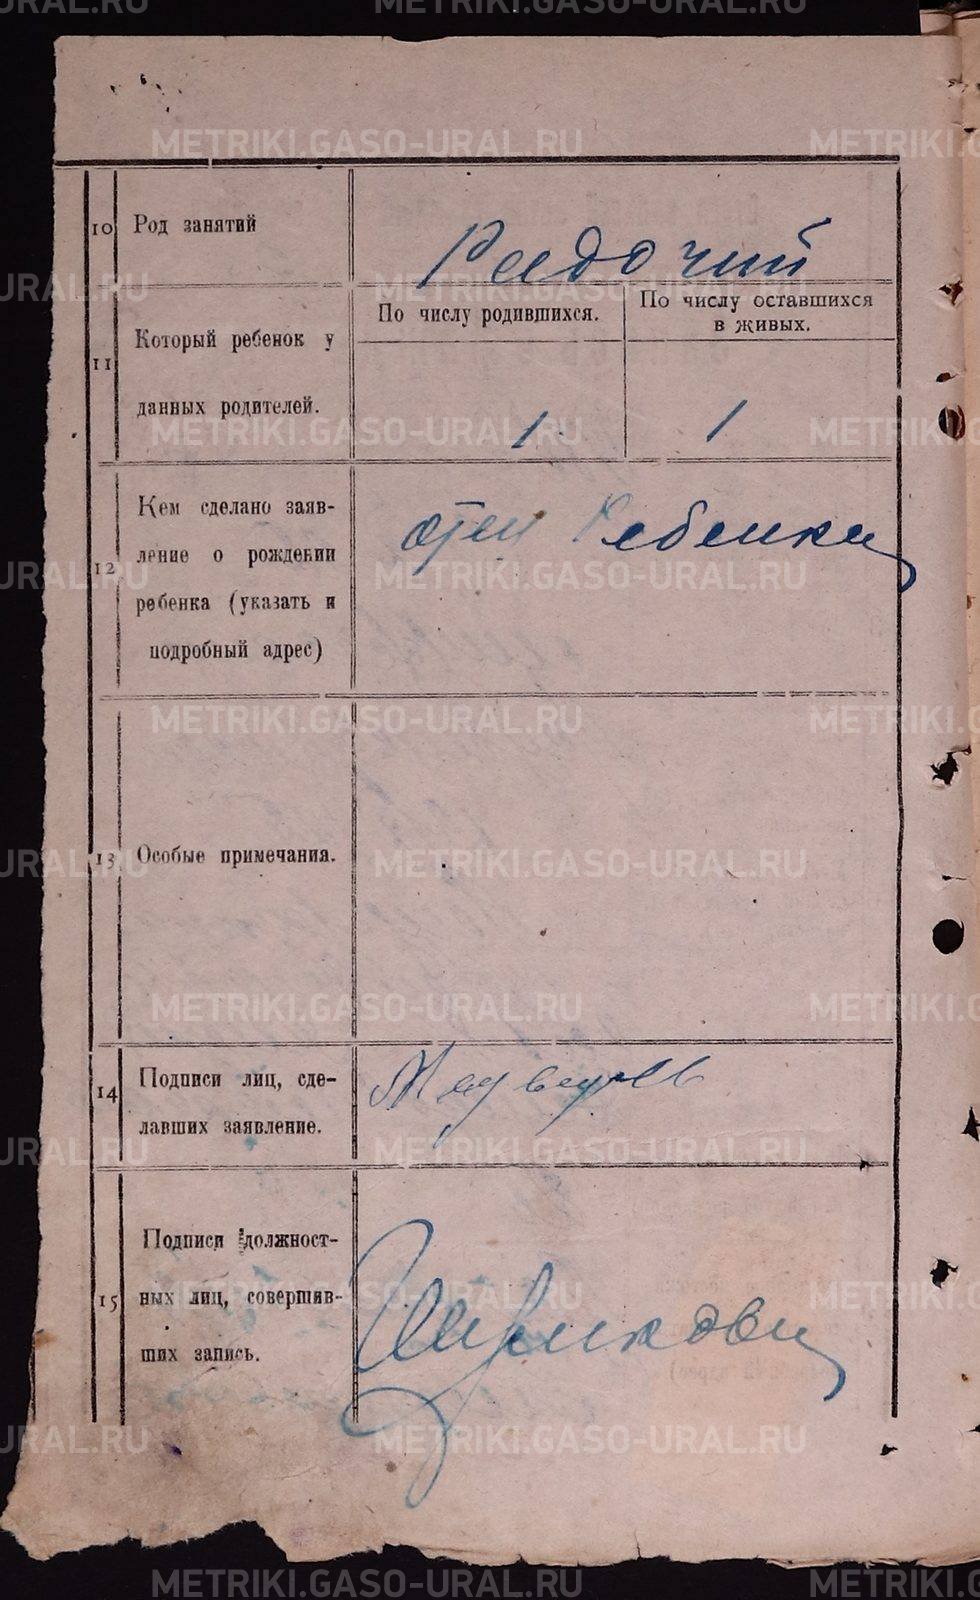 METRIKI.GASO-URAL.RU
10 Род занятий
Рабочий
11 Который ребенок у
данных родителей.
По числу родившихся.
По числу оставшихся
в живых.
1.
1
12 Кем сделано заяв-
ление о рождении
ребенка (указать и
подробный адрес)
отец Ребенка
13 Особые примечания.
14 Подписи лиц, сде-
лавших заявление.
15 Подписи должност-
ных лиц, совершив-
ших запись.